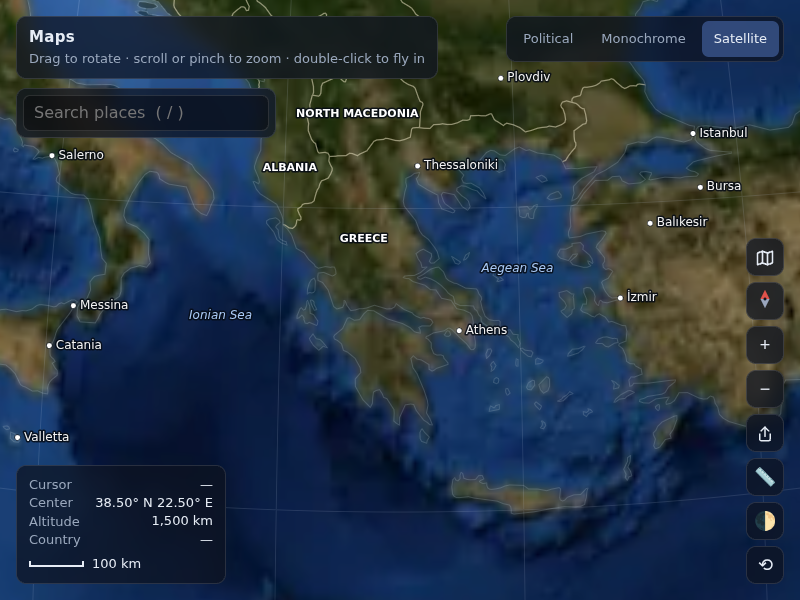 Maps
Drag to rotate · scroll or pinch to zoom · double-click to fly in
Political
Monochrome
Satellite
Search places ( / )
Plovdiv
NORTH MACEDONIA
Istanbul
Salerno
ALBANIA
Thessaloniki
Bursa
Balıkesir
GREECE
Aegean Sea
Messina
Ionian Sea
İzmir
Athens
Catania
+
−
Valletta
Cursor —
Center 38.50° N 22.50° E
Altitude 1,500 km
Country —
100 km